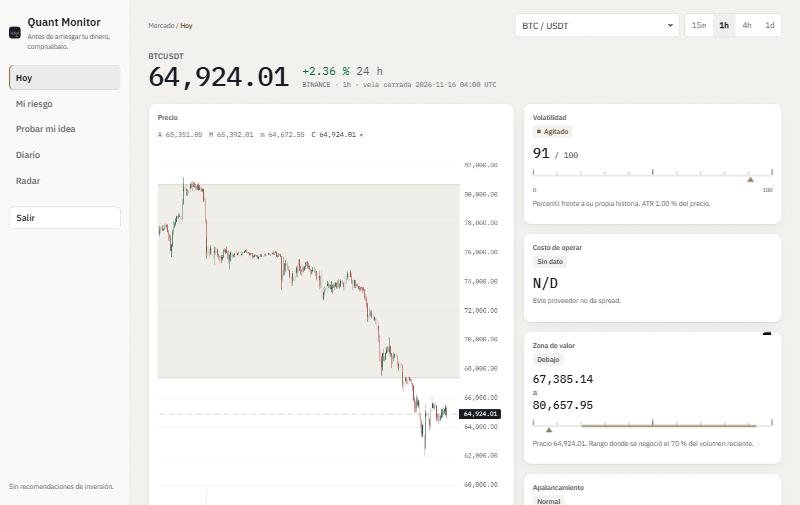 Quant Monitor
Antes de arriesgar tu dinero,
compruébalo.
Hoy
Mi riesgo
Probar mi idea
Diario
Radar
Salir
Sin recomendaciones de inversión.
Mercado / Hoy
BTC / USDT
15m 1h 4h 1d
BTCUSDT
64,924.01 +2.36 % 24 h
BINANCE · 1h · vela cerrada 2026-11-16 04:00 UTC
Precio
A 65,351.05 M 65,392.01 m 64,672.55 C 64,924.01 ▾
82,000.00
80,000.00
78,000.00
76,000.00
74,000.00
72,000.00
70,000.00
68,000.00
66,000.00
64,924.01
64,000.00
62,000.00
60,000.00
Volatilidad
Agitado
91 / 100
0 100
Percentil frente a su propia historia. ATR 1.00 % del precio.
Costo de operar
Sin dato
N/D
Este proveedor no da spread.
Zona de valor
Debajo
67,385.14
a
80,657.95
Precio 64,924.01. Rango donde se negoció el 70 % del volumen reciente.
Apalancamiento
Normal